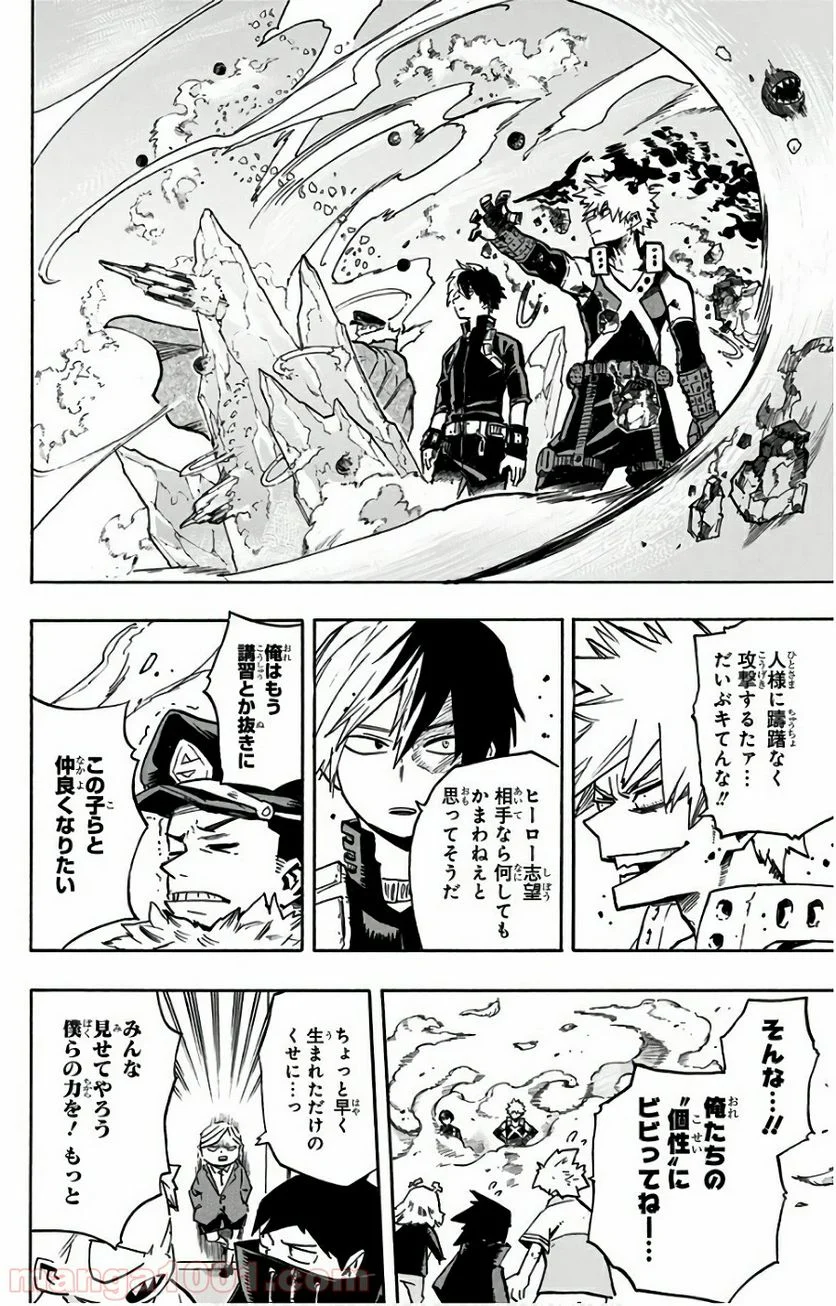 人様に躊躇なく
攻撃するたァ…
だいぶキてんな!!
ヒーロー志望
相手なら何しても
かまわねえと
思ってそうだ
俺はもう
講習とか抜きに
この子らと
仲良くなりたい
そんな…!!
俺たちの
〝個性〟に
ビビってねー…
ちょっと早く
生まれただけの
くせに…っ
みんな
見せてやろう
僕らの力を!もっと
manga1001.com